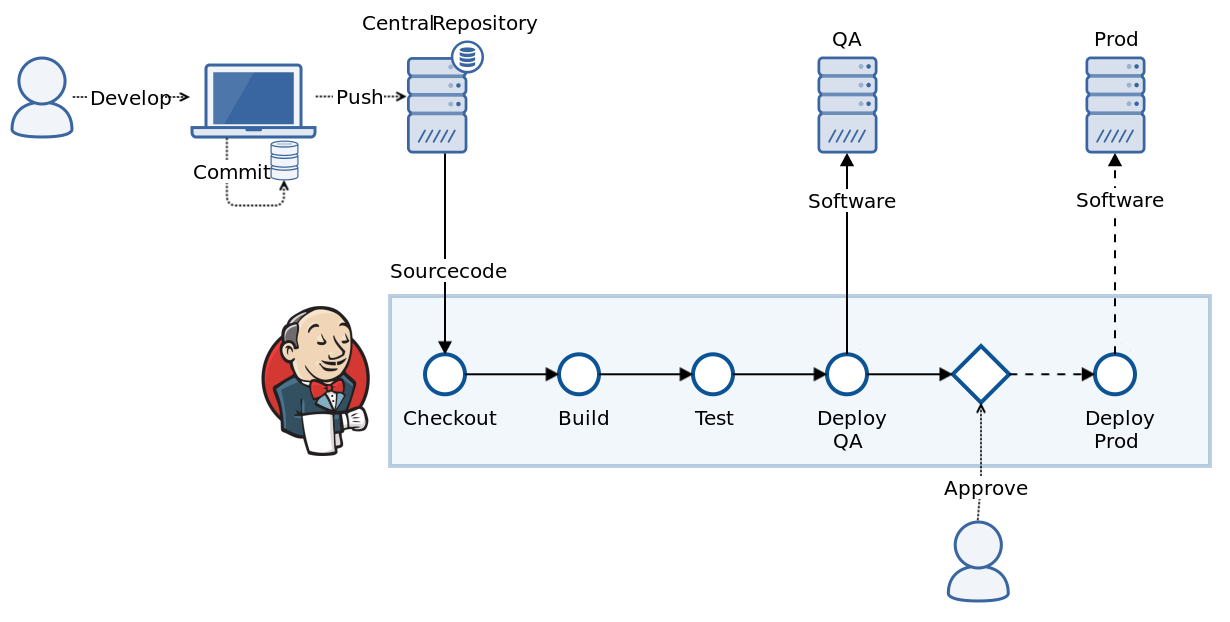 Central Repository
QA
Prod
Develop
Push
Commit
Software
Software
Sourcecode
Checkout
Build
Test
Deploy
QA
Deploy
Prod
Approve